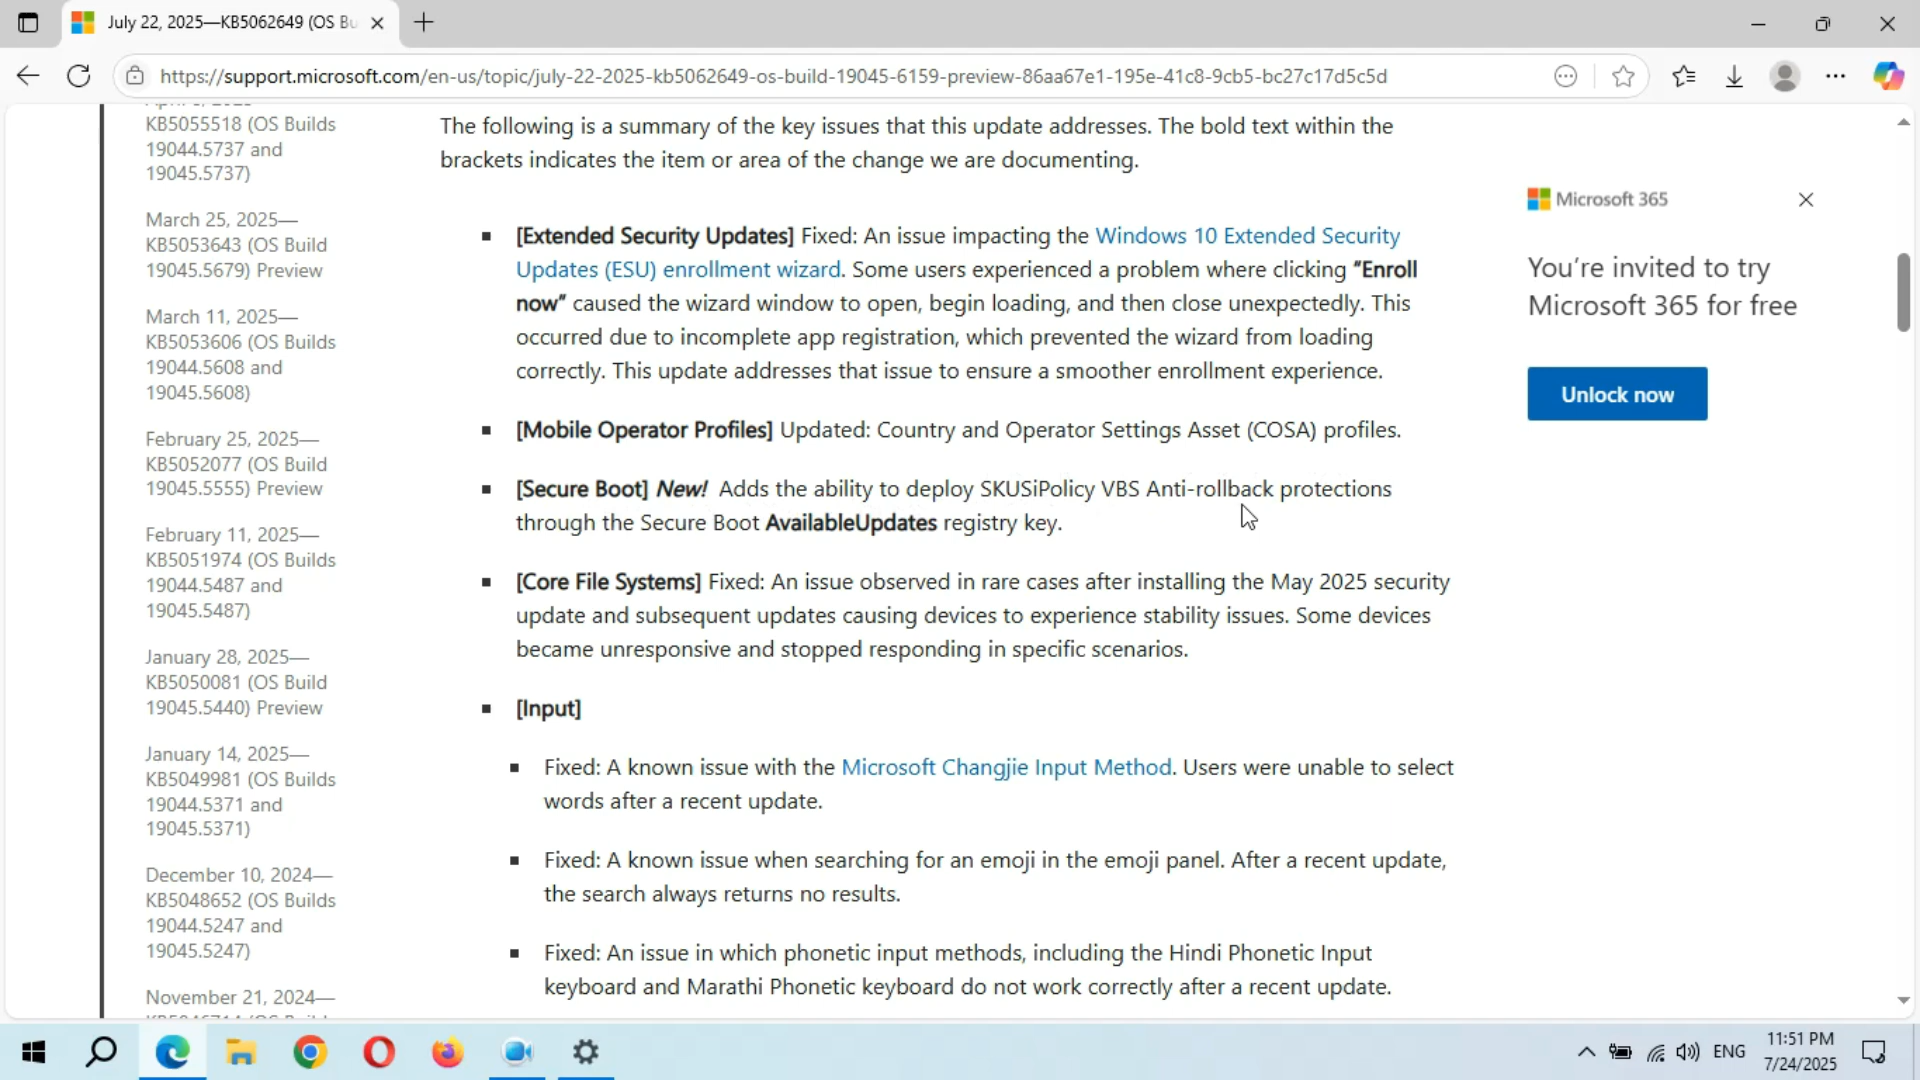 July 22, 2025—KB5062649 (OS Bu
https://support.microsoft.com/en-us/topic/july-22-2025-kb5062649-os-build-19045-6159-preview-86aa67e1-195e-41c8-9cb5-bc27c17d5c5d
KB5055518 (OS Builds
19044.5737 and
19045.5737)
March 25, 2025—
KB5053643 (OS Build
19045.5679) Preview
March 11, 2025—
KB5053606 (OS Builds
19044.5608 and
19045.5608)
February 25, 2025—
KB5052077 (OS Build
19045.5555) Preview
February 11, 2025—
KB5051974 (OS Builds
19044.5487 and
19045.5487)
January 28, 2025—
KB5050081 (OS Build
19045.5440) Preview
January 14, 2025—
KB5049981 (OS Builds
19044.5371 and
19045.5371)
December 10, 2024—
KB5048652 (OS Builds
19044.5247 and
19045.5247)
November 21, 2024—
The following is a summary of the key issues that this update addresses. The bold text within the
brackets indicates the item or area of the change we are documenting.
[Extended Security Updates] Fixed: An issue impacting the Windows 10 Extended Security
Updates (ESU) enrollment wizard. Some users experienced a problem where clicking “Enroll
now” caused the wizard window to open, begin loading, and then close unexpectedly. This
occurred due to incomplete app registration, which prevented the wizard from loading
correctly. This update addresses that issue to ensure a smoother enrollment experience.
[Mobile Operator Profiles] Updated: Country and Operator Settings Asset (COSA) profiles.
[Secure Boot] New! Adds the ability to deploy SKUSiPolicy VBS Anti-rollback protections
through the Secure Boot AvailableUpdates registry key.
[Core File Systems] Fixed: An issue observed in rare cases after installing the May 2025 security
update and subsequent updates causing devices to experience stability issues. Some devices
became unresponsive and stopped responding in specific scenarios.
[Input]
Fixed: A known issue with the Microsoft Changjie Input Method. Users were unable to select
words after a recent update.
Fixed: A known issue when searching for an emoji in the emoji panel. After a recent update,
the search always returns no results.
Fixed: An issue in which phonetic input methods, including the Hindi Phonetic Input
keyboard and Marathi Phonetic keyboard do not work correctly after a recent update.
Microsoft 365
You’re invited to try
Microsoft 365 for free
Unlock now
ENG
11:51 PM
7/24/2025